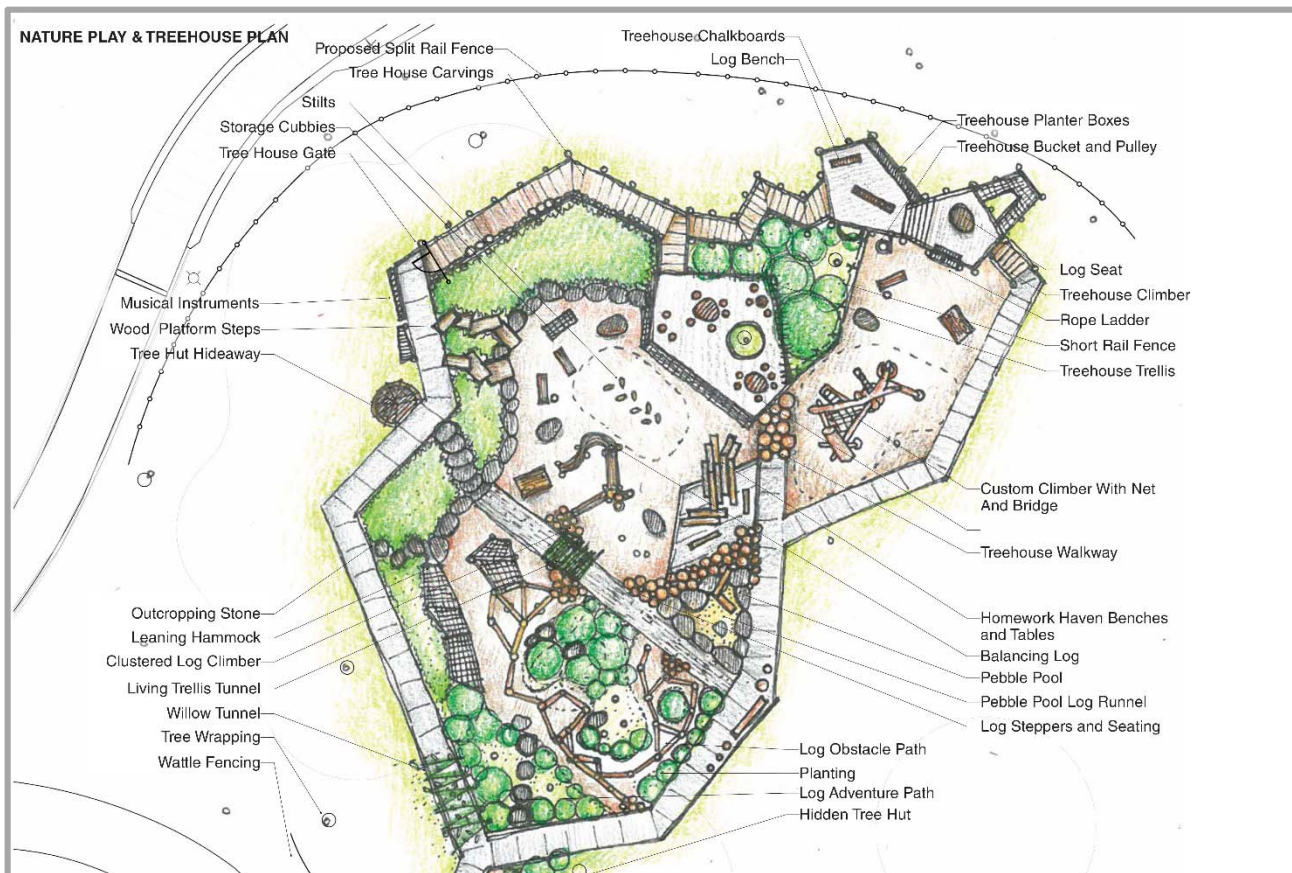 NATURE PLAY & TREEHOUSE PLAN
Proposed Split Rail Fence
Tree House Carvings
Stilts
Storage Cubbies
Tree House Gate
Treehouse Chalkboards
Log Bench
Treehouse Planter Boxes
Treehouse Bucket and Pulley
Musical Instruments
Wood Platform Steps
Tree Hut Hideaway
Log Seat
Treehouse Climber
Rope Ladder
Short Rail Fence
Treehouse Trellis
Custom Climber With Net
And Bridge
Treehouse Walkway
Outcropping Stone
Leaning Hammock
Clustered Log Climber
Living Trellis Tunnel
Willow Tunnel
Tree Wrapping
Wattle Fencing
Homework Haven Benches
and Tables
Balancing Log
Pebble Pool
Pebble Pool Log Runnel
Log Steppers and Seating
Log Obstacle Path
Planting
Log Adventure Path
Hidden Tree Hut